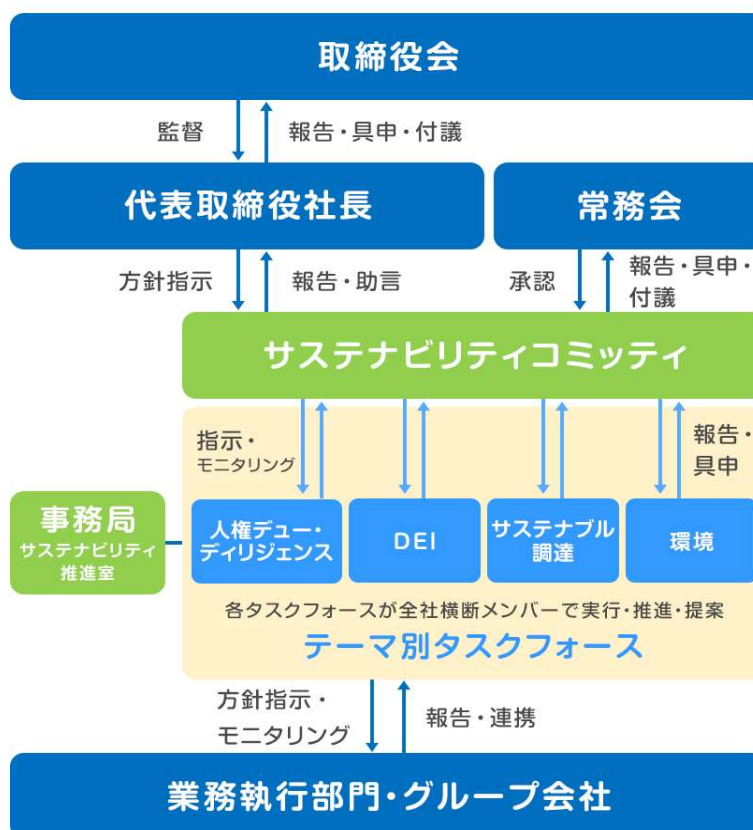 取締役会
監督
報告・具申・付議
代表取締役社長
常務会
方針指示
報告・助言
承認
報告・具申・
付議
サステナビリティコミッティ
指示・
モニタリング
報告・
具申
事務局
サステナビリティ
推進室
人権デュー・
ディリジェンス
DEI
サステナブル
調達
環境
各タスクフォースが全社横断メンバーで実行・推進・提案
テーマ別タスクフォース
方針指示・
モニタリング
報告・連携
業務執行部門・グループ会社